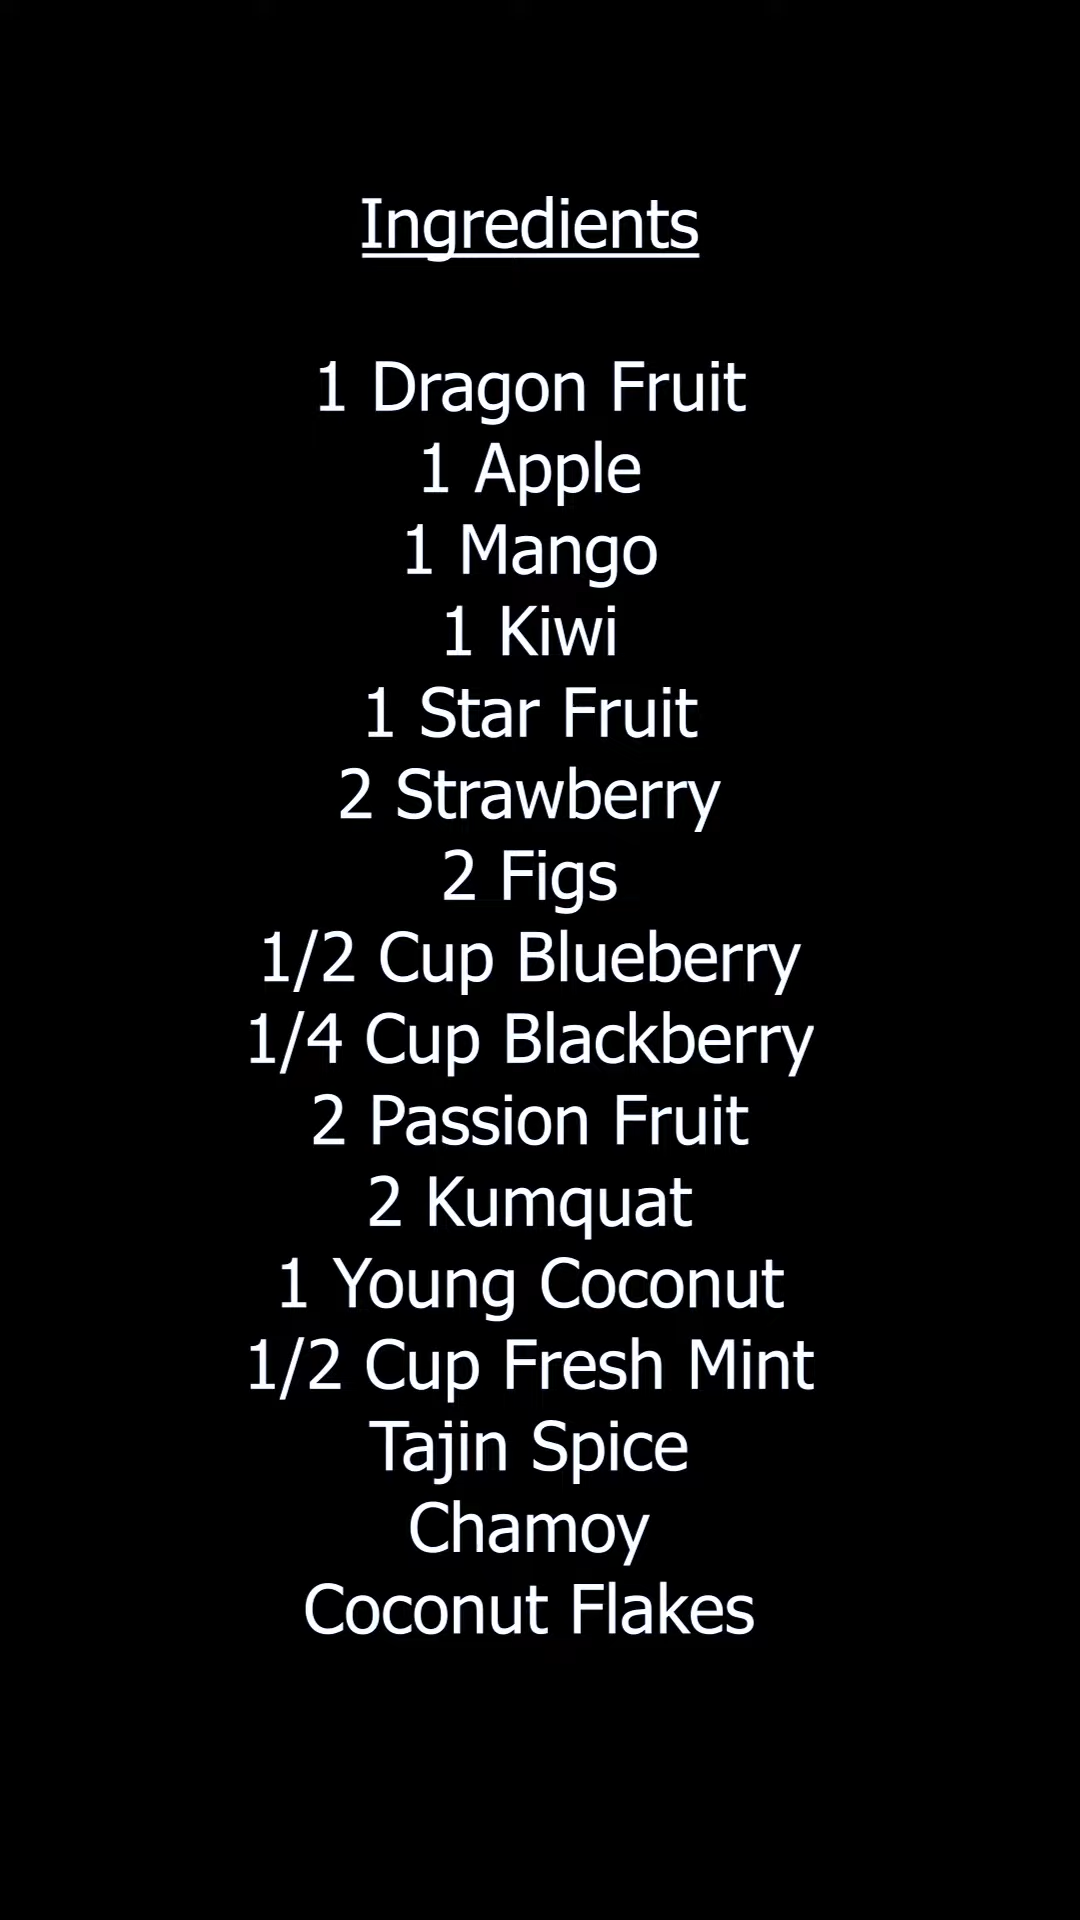 Ingredients
1 Dragon Fruit
1 Apple
1 Mango
1 Kiwi
1 Star Fruit
2 Strawberry
2 Figs
1/2 Cup Blueberry
1/4 Cup Blackberry
2 Passion Fruit
2 Kumquat
1 Young Coconut
1/2 Cup Fresh Mint
Tajin Spice
Chamoy
Coconut Flakes